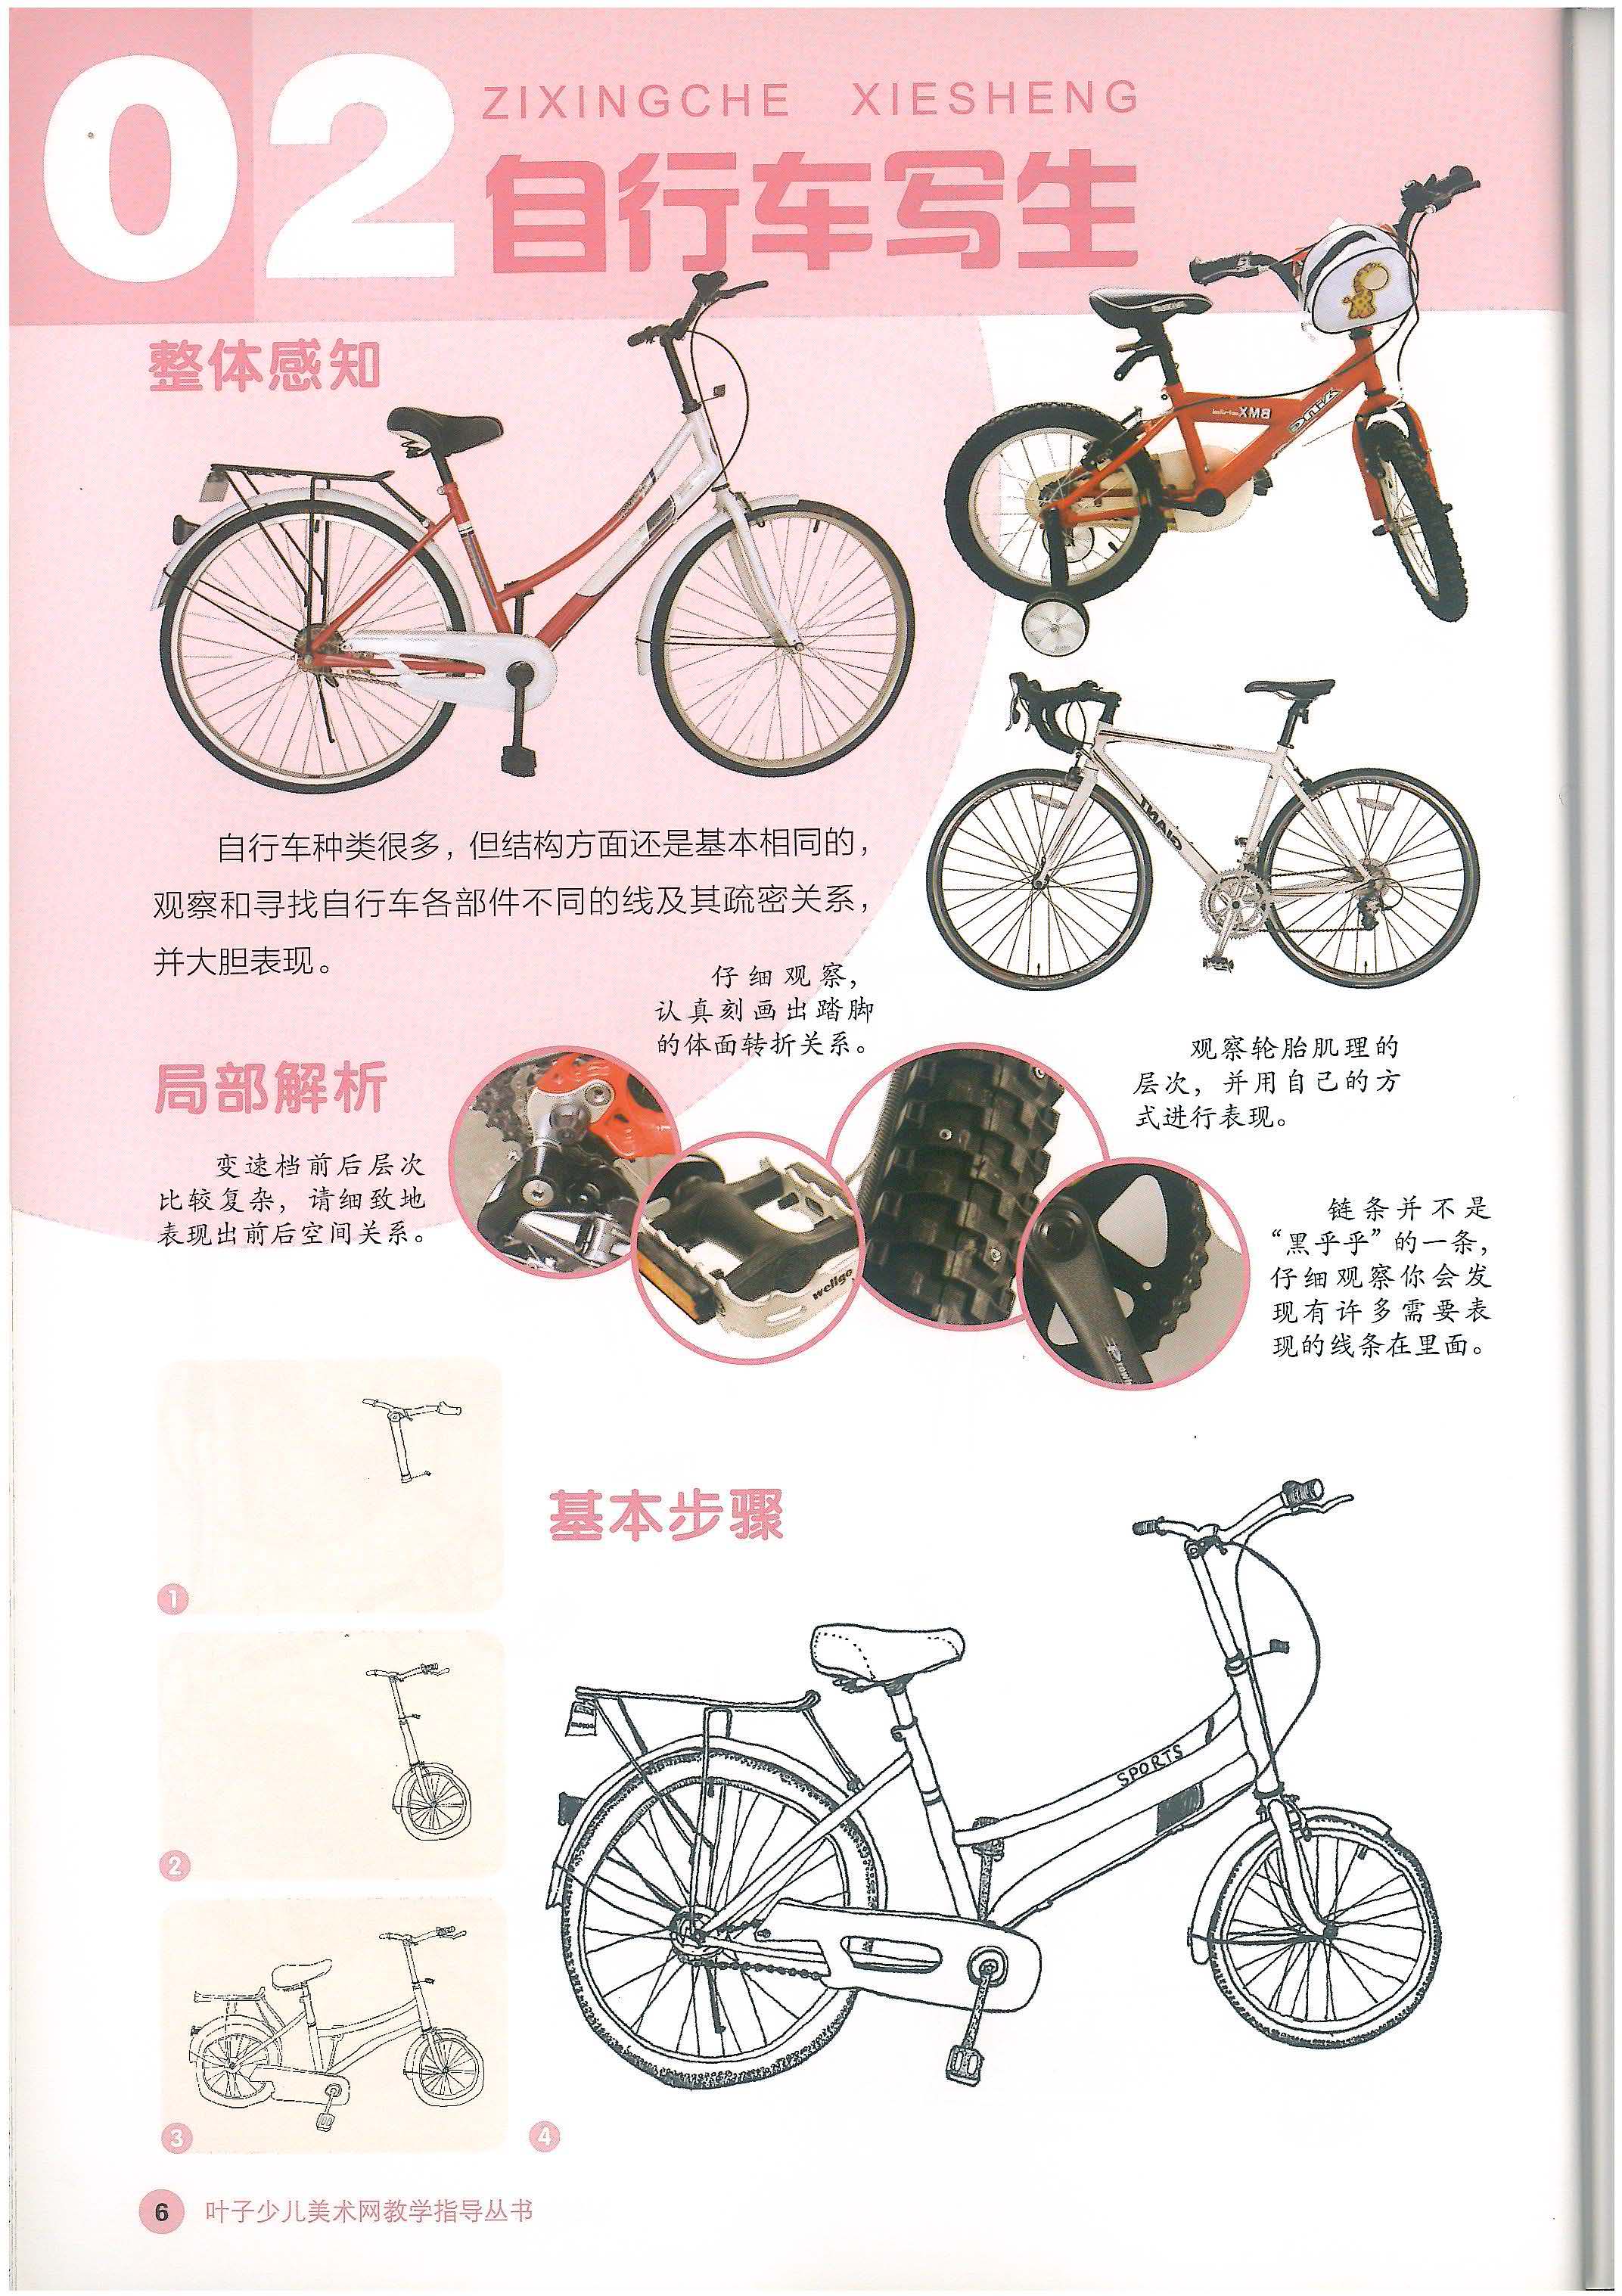 02
ZIXINGCHE XIESHENG
自行车写生
整体感知
BMX
GIANT
自行车种类很多，但结构方面还是基本相同的，
观察和寻找自行车各部件不同的线及其疏密关系，
并大胆表现。
仔细观察，
认真刻画出踏脚
的体面转折关系。
观察轮胎肌理的
层次，并用自己的方
式进行表现。
局部解析
变速档前后层次
比较复杂，请细致地
表现出前后空间关系。
wellgo
链条并不是
“黑乎乎”的一条，
仔细观察你会发
现有许多需要表
现的线条在里面。
基本步骤
SPORTS
1
2
3
4
6 叶子少儿美术网教学指导丛书